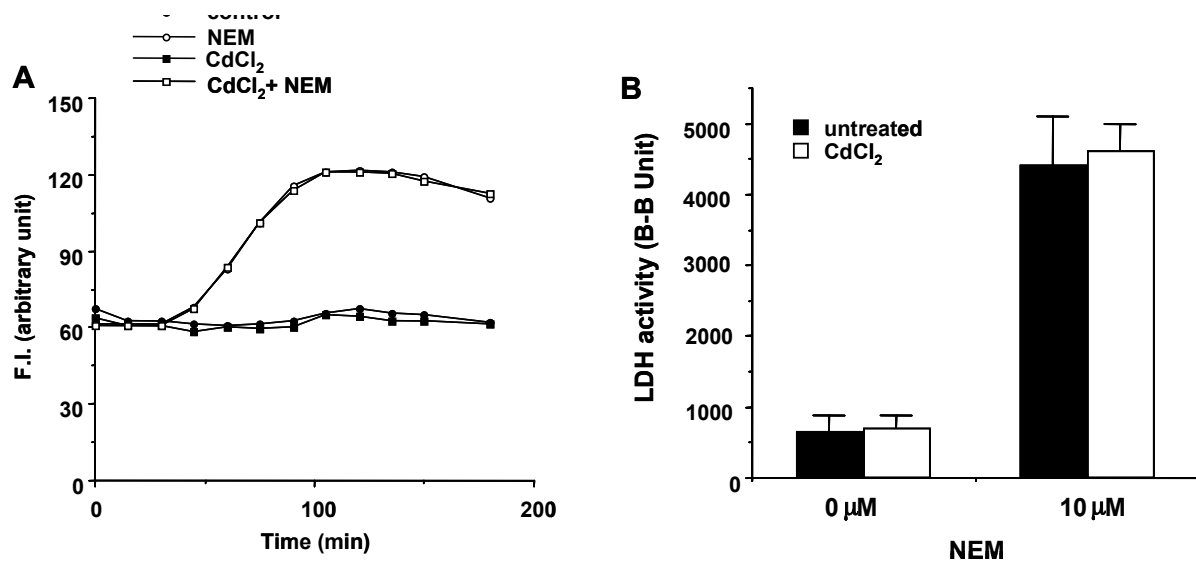 control
NEM
CdCl₂
CdCl₂+ NEM
A
150
120
90
60
30
0
F.I. (arbitrary unit)
0
100
200
Time (min)
B
untreated
CdCl₂
5000
4000
3000
2000
1000
0
LDH activity (B-B Unit)
0 µM
10 µM
NEM